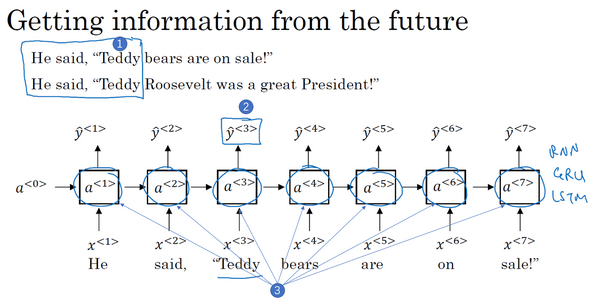 Getting information from the future
1
He said, “Teddy bears are on sale!”
He said, “Teddy Roosevelt was a great President!”
2
ŷ<1> ŷ<2> ŷ<3> ŷ<4> ŷ<5> ŷ<6> ŷ<7>
RNN
GRU
LSTM
a<0> a<1> a<2> a<3> a<4> a<5> a<6> a<7>
x<1> x<2> x<3> x<4> x<5> x<6> x<7>
He said, “Teddy bears are on sale!”
3